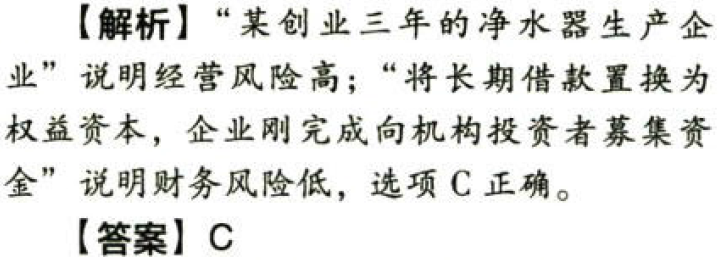 【解析】“某创业三年的净水器生产企
业”说明经营风险高；“将长期借款置换为
权益资本，企业刚完成向机构投资者募集资
金”说明财务风险低，选项C正确。
【答案】C